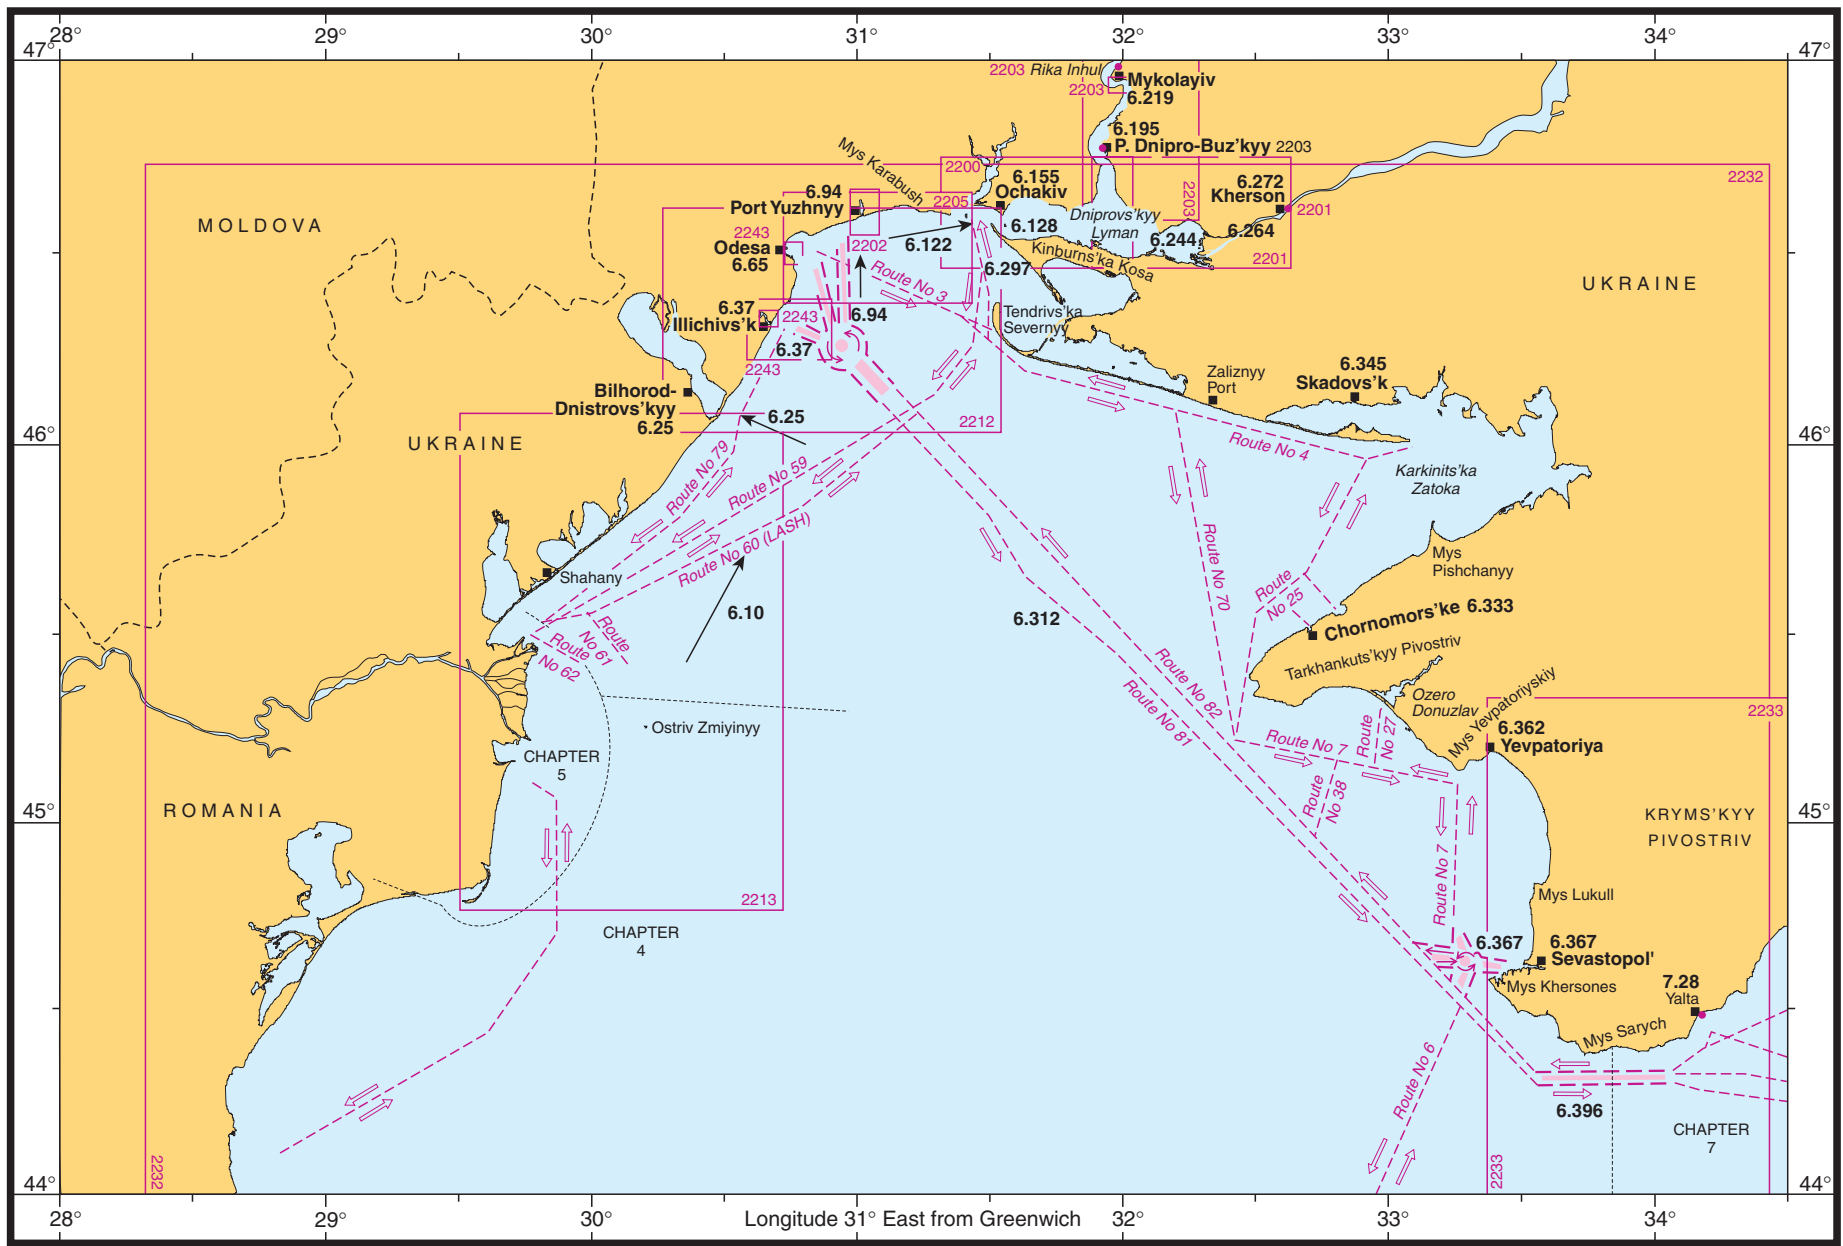 28° 29° 30° 31° 32° 33° 34°
47° 28° 47°
2203 Rika Inhul
2203
Mykolayiv
6.219
6.195
P. Dnipro-Buz'kyy 2203
Mys Karabush
2200
2232
6.155
Ochakiv
6.272
Kherson
2201
2203
6.94
Port Yuzhnyy
2205
MOLDOVA
Dniprovs'kyy
Lyman
6.128
6.264
6.244
2243
Odesa
6.65
2202
6.122
Kinburns'ka Kosa
2201
6.297
Route No 3
UKRAINE
6.37
Illichivs'k
2243
6.94
Tendrivs'ka
Severnyy
6.37
2243
6.345
Skadovs'k
Zaliznyy
Port
Bilhorod-
Dnistrovs'kyy
6.25
6.25
2212
46° 46°
UKRAINE
Route No 4
Route No 79
Route No 59
Karkinits'ka
Zatoka
Route No 60 (LASH)
Route No 70
Mys
Pishchanyy
Shahany
Route
No 25
6.10
6.312
Chornomors'ke 6.333
Route
No 61
Route
No 62
Tarkhankuts'kyy Pivostriv
Route No 82
Route No 81
Ozero
Donuzlav
Mys Yevpatoriyskiy
2233
Ostriv Zmiyinyy
6.362
Yevpatoriya
Route No 7
Route
No 27
CHAPTER
5
Route
No 38
ROMANIA
45° 45°
KRYMS'KYY
PIVOSTRIV
Route No 7
2213
Mys Lukull
CHAPTER
4
6.367
6.367
Sevastopol'
Mys Khersones
7.28
Yalta
Mys Sarych
Route No 6
6.396
CHAPTER
7
2232
2233
44° 44°
28° 29° 30° Longitude 31° East from Greenwich 32° 33° 34°